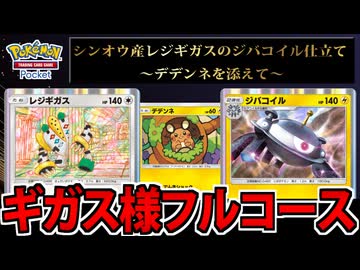 Pokémon
TRADING CARD GAME
Pocket
シンオウ産レジギガスのジバコイル仕立て
～デデンネを添えて～
レジギガス
HP 140
デデンネ
HP 60
ジバコイル
HP 140
ギガス様フルコース